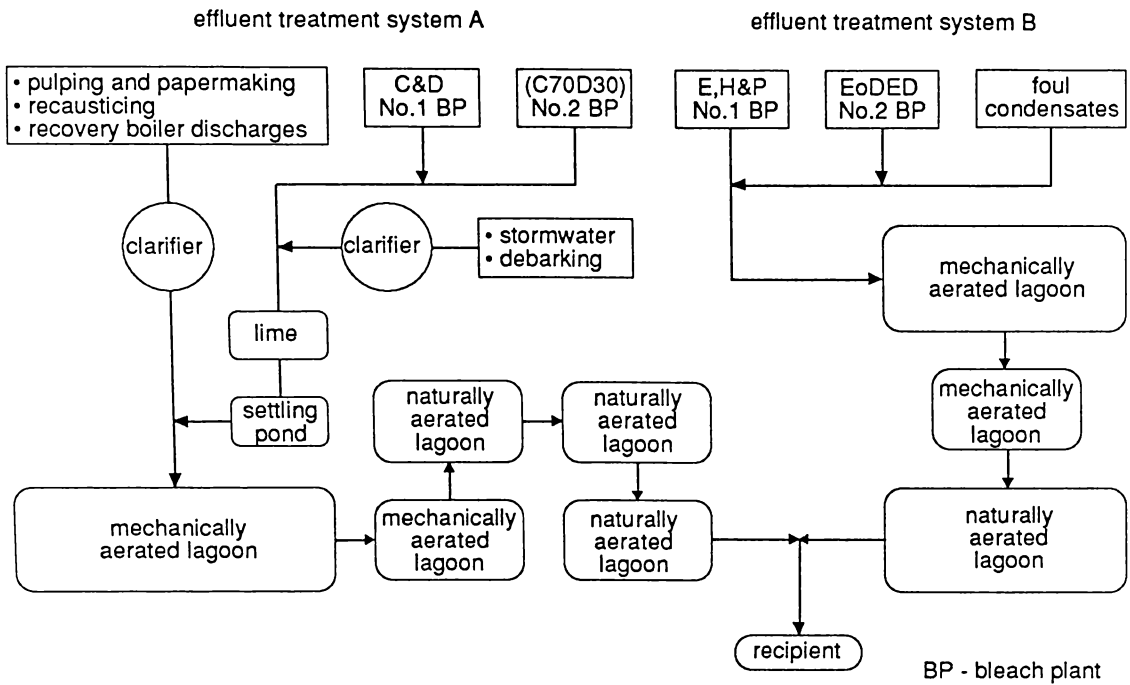 effluent treatment system A
effluent treatment system B
• pulping and papermaking
• recausticing
• recovery boiler discharges
C&D
No.1 BP
(C70D30)
No.2 BP
E,H&P
No.1 BP
EoDED
No.2 BP
foul
condensates
clarifier
clarifier
• stormwater
• debarking
mechanically
aerated lagoon
lime
settling
pond
naturally
aerated
lagoon
naturally
aerated
lagoon
mechanically
aerated
lagoon
mechanically
aerated lagoon
mechanically
aerated
lagoon
naturally
aerated
lagoon
naturally
aerated
lagoon
recipient
BP - bleach plant